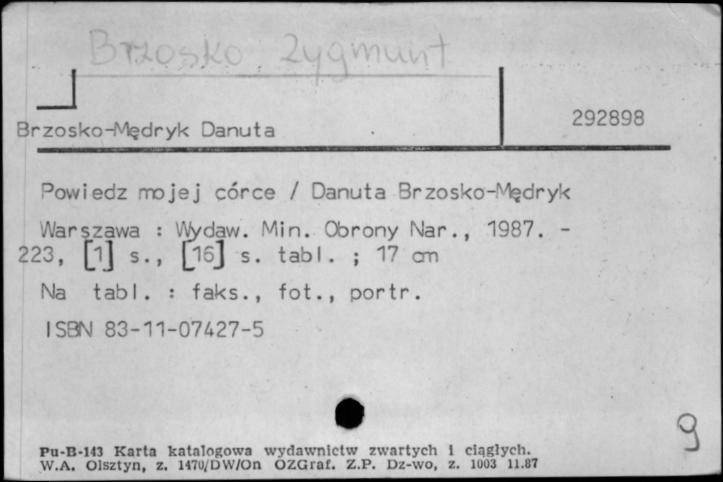 Brzosko Zygmunt
292898
Brzosko-Mędryk Danuta
Powiedz mojej córce / Danuta Brzosko-Mędryk
Warszawa : Wydaw. Min. Obrony Nar., 1987. -
223, [1] s., [16] s. tabl. ; 17 cm
Na tabl. : faks., fot., portr.
ISBN 83-11-07427-5
g
Pu-B-143 Karta katalogowa wydawnictw zwartych i ciągłych.
W.A. Olsztyn, z. 1470/DW/On OZGraf. Z.P. Dz-wo, z. 1003 11.87